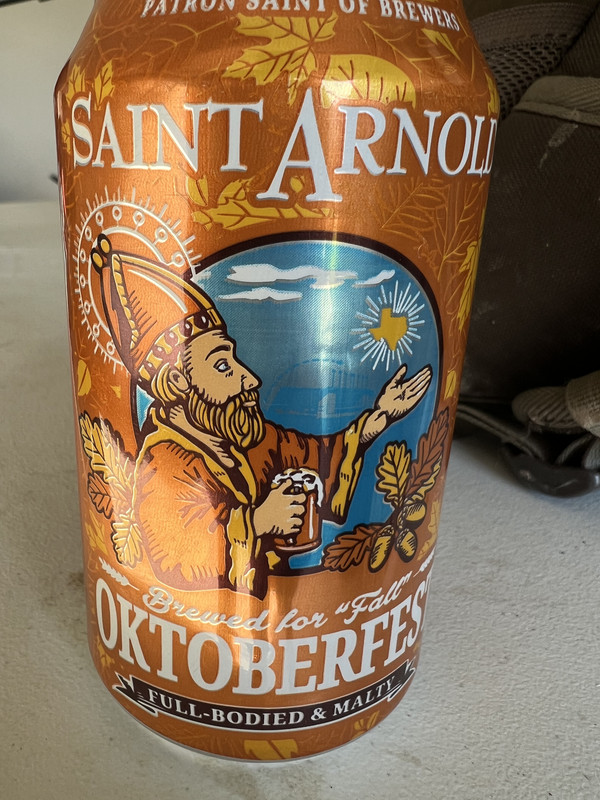 PATRON SAINT OF BREWERS
SAINT ARNOLD
Brewed for "Fall"
OKTOBERFEST
FULL-BODIED & MALTY